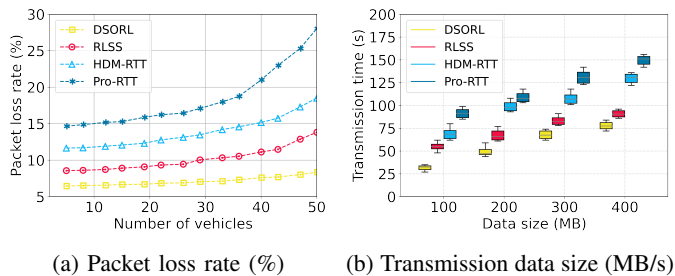 (a)
(b)
DSORL
RLSS
HDM-RTT
Pro-RTT
Packet loss rate (%)
30
25
20
15
10
5
10
20
30
40
50
Number of vehicles
DSORL
RLSS
HDM-RTT
Pro-RTT
Transmission time (s)
200
175
150
125
100
75
50
25
0
100
200
300
400
Data size (MB)
(a) Packet loss rate (%)
(b) Transmission data size (MB/s)